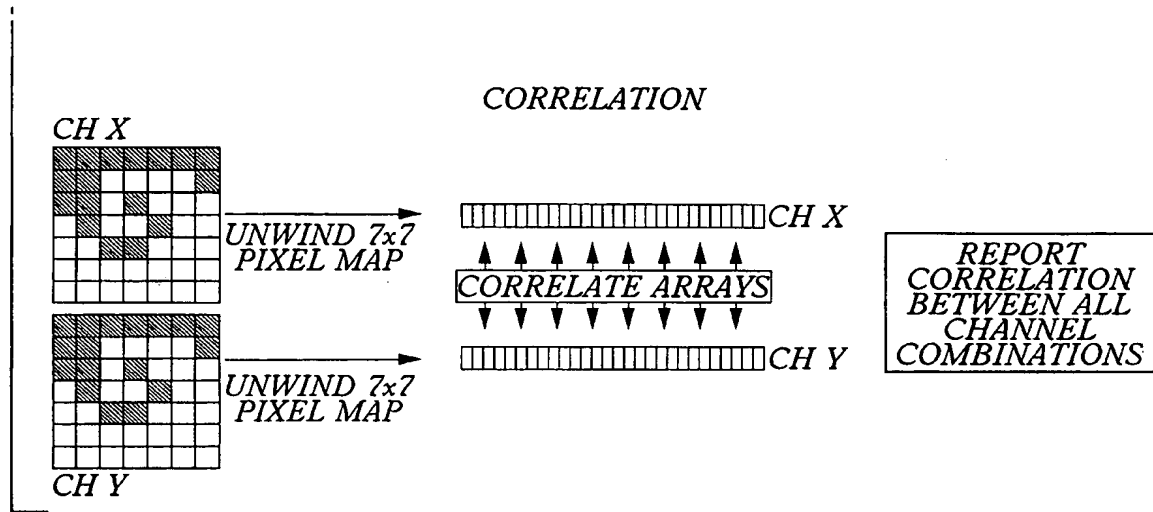 CORRELATION
CH X
UNWIND 7x7
PIXEL MAP
CH X
CORRELATE ARRAYS
CH Y
UNWIND 7x7
PIXEL MAP
CH Y
REPORT
CORRELATION
BETWEEN ALL
CHANNEL
COMBINATIONS